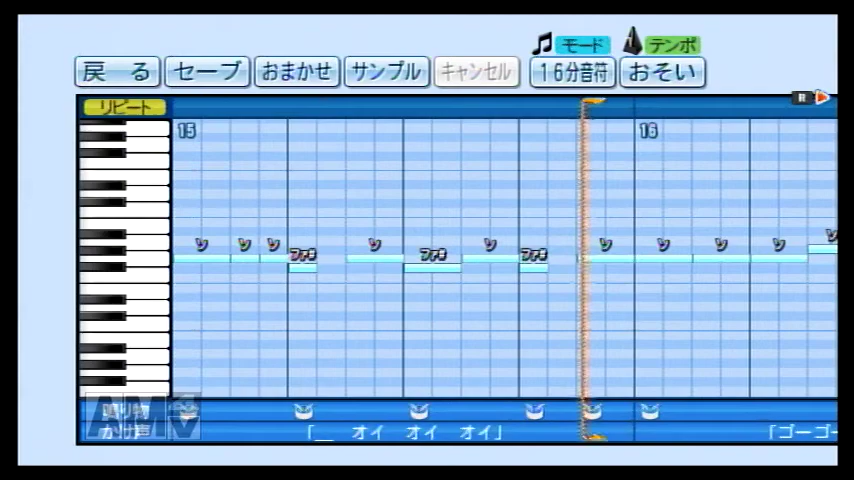 モード テンポ
戻る セーブ おまかせ サンプル キャンセル 16分音符 おそい
リピート R
15 16
ソ ソ ソ ファ# ソ ファ# ソ ファ# ソ ソ ソ ソ ソ
鳴り物
かけ声 「__ オイ オイ オイ」 「ゴーゴー
AMV